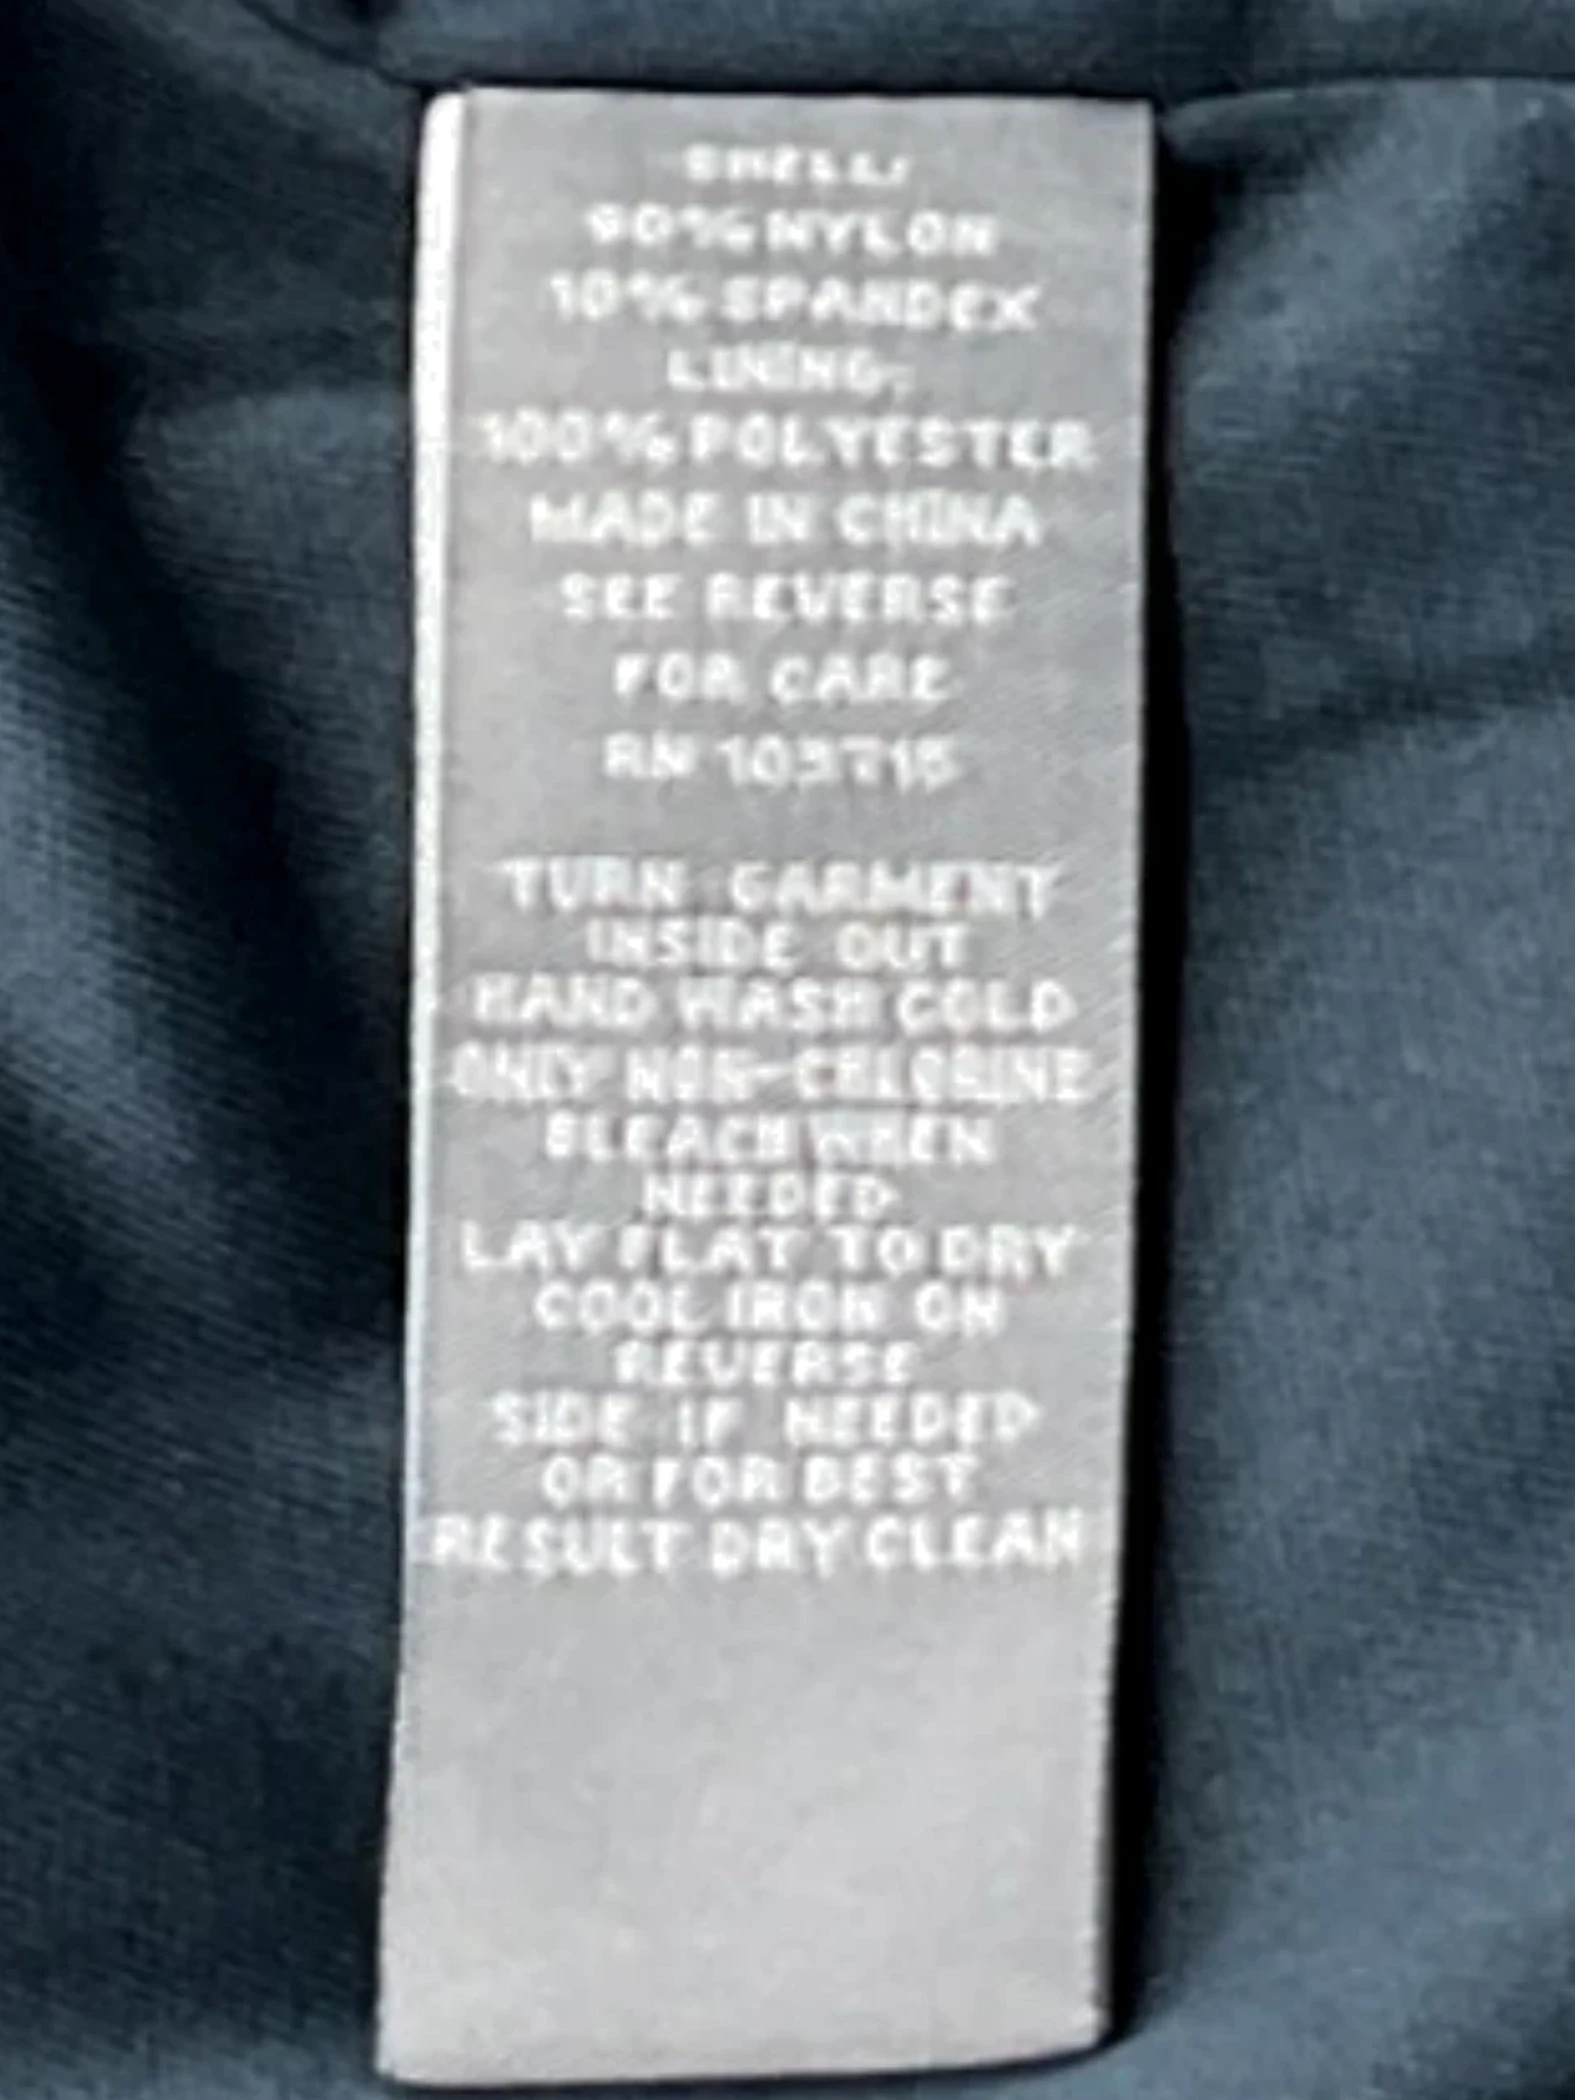 SHELL:
90% NYLON
10% SPANDEX
LINING:
100% POLYESTER
MADE IN CHINA
SEE REVERSE
FOR CARE
RN 103715
TURN GARMENT
INSIDE OUT
HAND WASH COLD
ONLY NON-CHLORINE
BLEACH WHEN
NEEDED
LAY FLAT TO DRY
COOL IRON ON
REVERSE
SIDE IF NEEDED
OR FOR BEST
RESULT DRY CLEAN